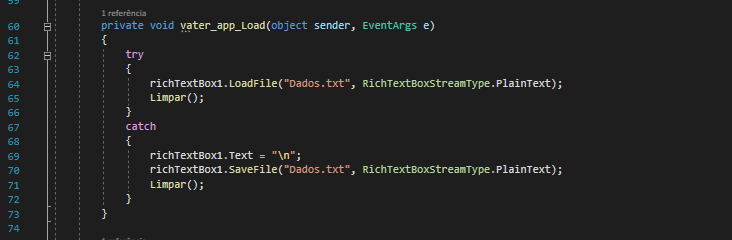 59
1 referência
60 private void vater_app_Load(object sender, EventArgs e)
61 {
62 try
63 {
64 richTextBox1.LoadFile("Dados.txt", RichTextBoxStreamType.PlainText);
65 Limpar();
66 }
67 catch
68 {
69 richTextBox1.Text = "\n";
70 richTextBox1.SaveFile("Dados.txt", RichTextBoxStreamType.PlainText);
71 Limpar();
72 }
73 }
74